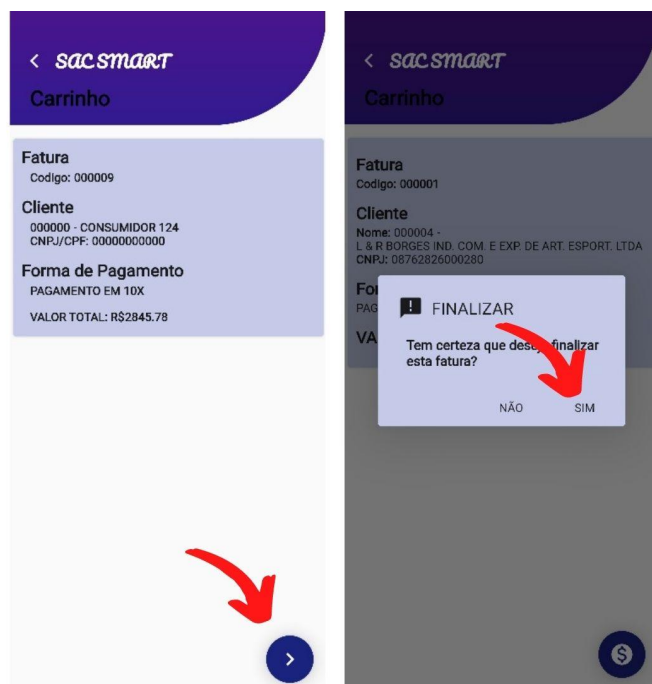 SAC SMART
Carrinho
Fatura
Codigo: 000009
Cliente
000000 - CONSUMIDOR 124
CNPJ/CPF: 00000000000
Forma de Pagamento
PAGAMENTO EM 10X
VALOR TOTAL: R$2845.78
SAC SMART
Carrinho
Fatura
Codigo: 000001
Cliente
Nome: 000004 -
L & R BORGES IND. COM. E EXP. DE ART. ESPORT. LTDA
CNPJ: 08762826000280
FINALIZAR
Tem certeza que finalizar
esta fatura?
NÃO SIM